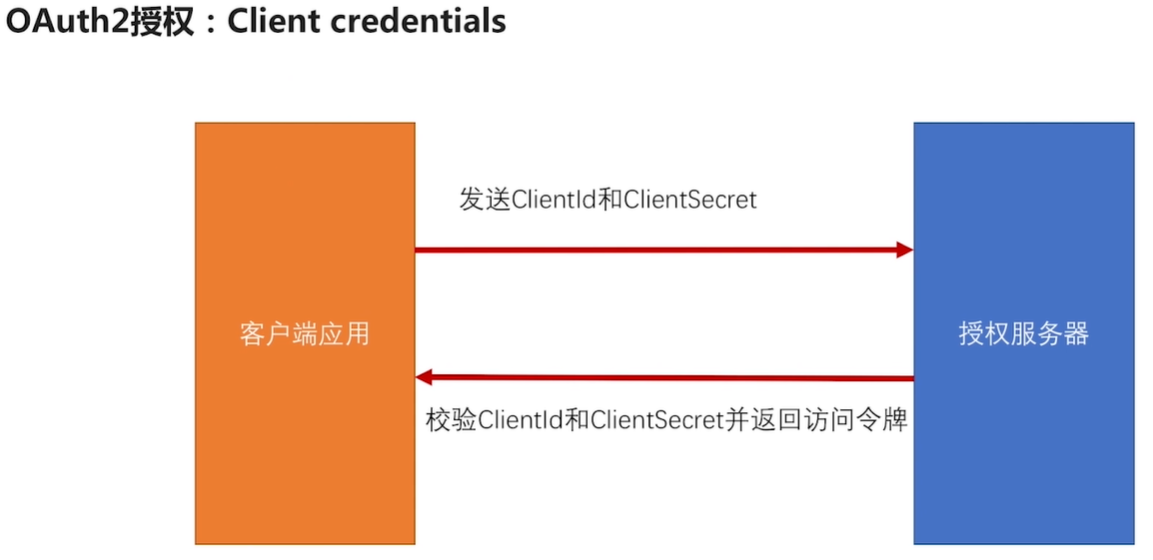 OAuth2授权：Client credentials
发送ClientId和ClientSecret
客户端应用
授权服务器
校验ClientId和ClientSecret并返回访问令牌